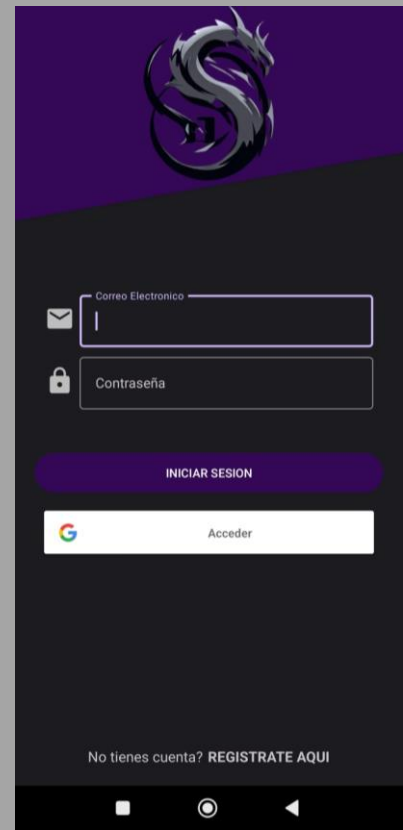 Correo Electronico
Contraseña
INICIAR SESION
Acceder
No tienes cuenta? REGISTRATE AQUI